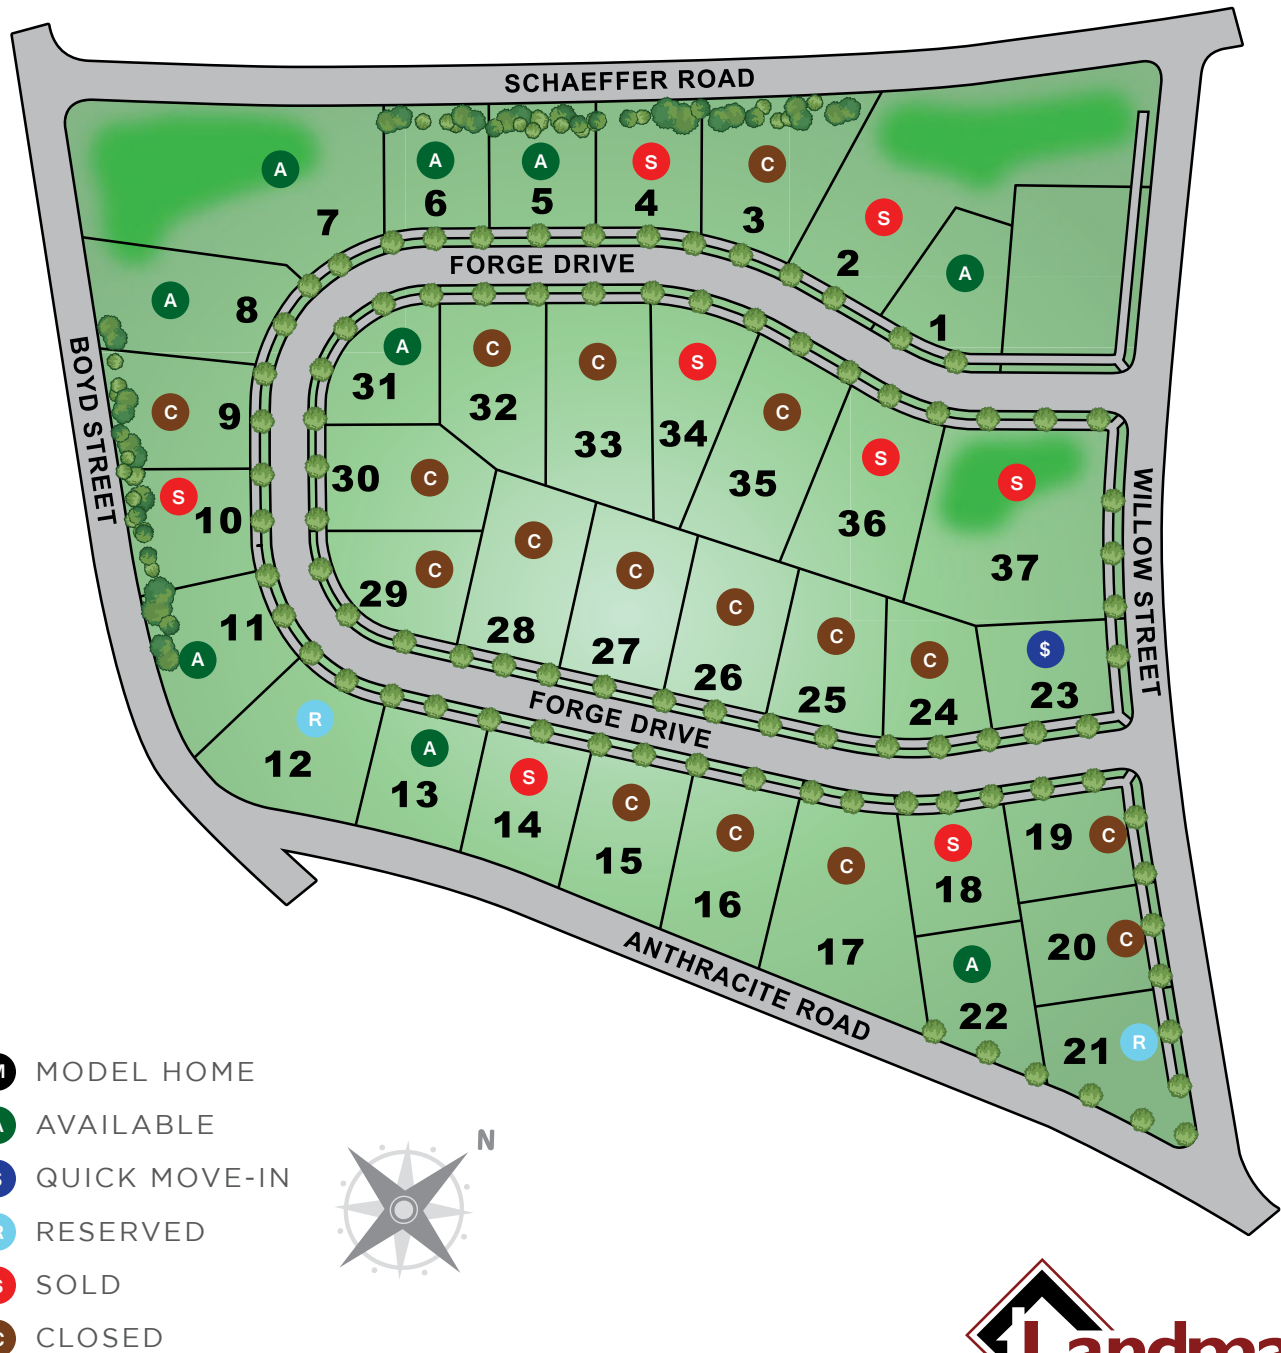 SCHAEFFER ROAD
A
7
A
6
A
5
S
4
C
3
S
2
A
1
FORGE DRIVE
A
8
BOYD STREET
C
9
S
10
A
11
A
31
C
32
C
33
S
34
C
35
S
36
S
37
WILLOW STREET
30
C
29
C
C
28
C
27
C
26
C
25
C
24
$
23
FORGE DRIVE
R
12
A
13
S
14
C
15
C
16
C
17
S
18
19
C
20
C
21
R
A
22
ANTHRACITE ROAD
MODEL HOME
A AVAILABLE
QUICK MOVE-IN
R RESERVED
S SOLD
C CLOSED
N